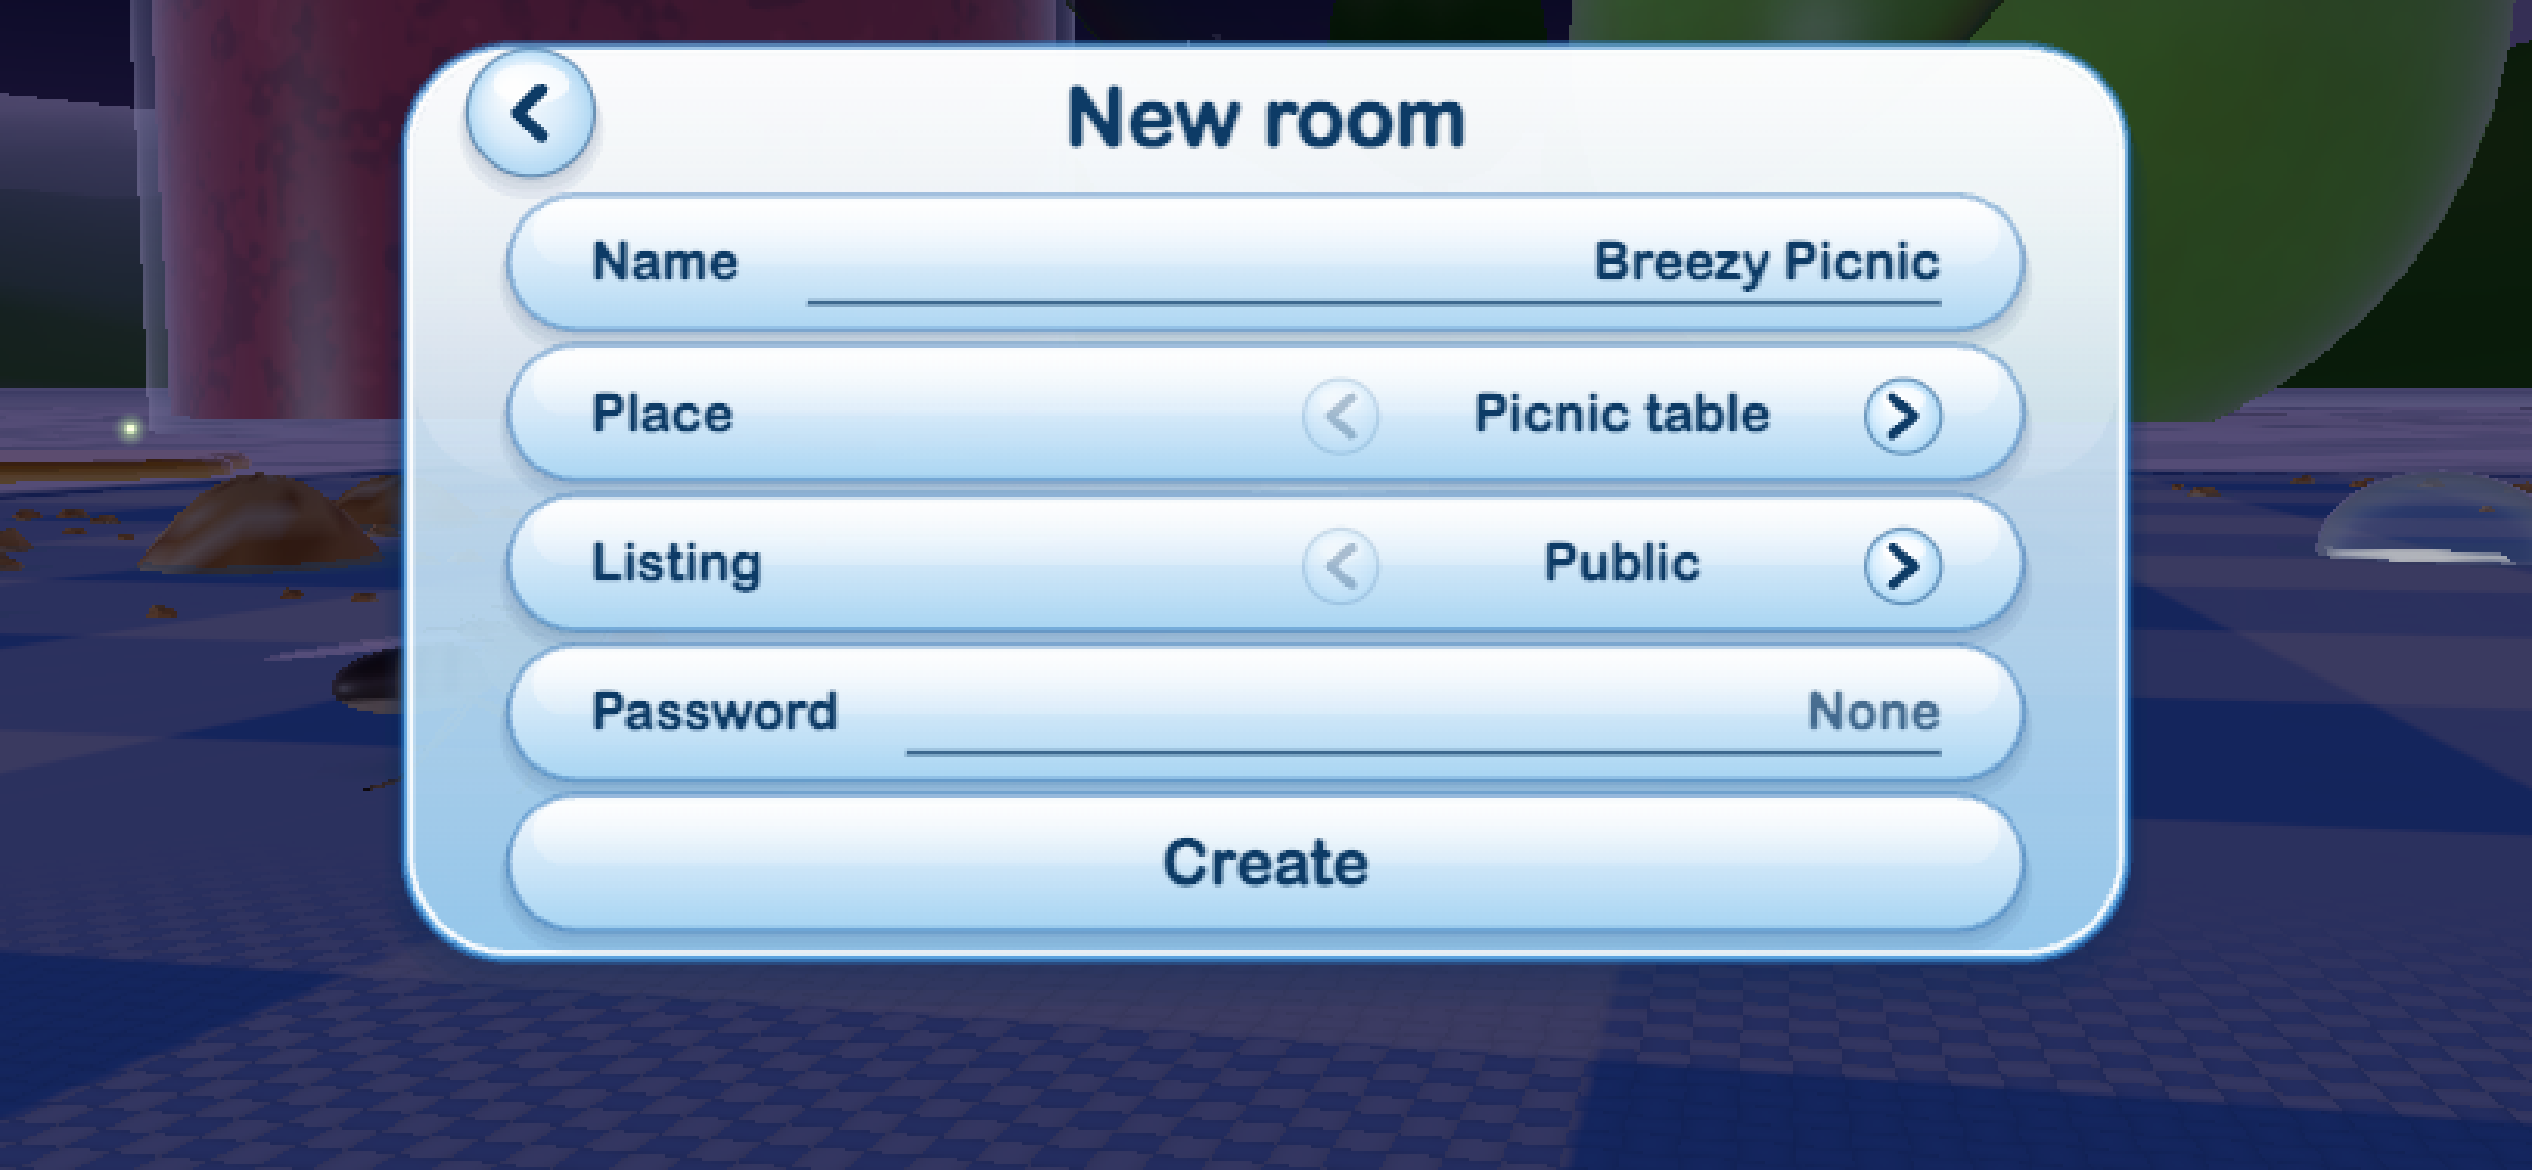 New room
Name Breezy Picnic
Place Picnic table
Listing Public
Password None
Create